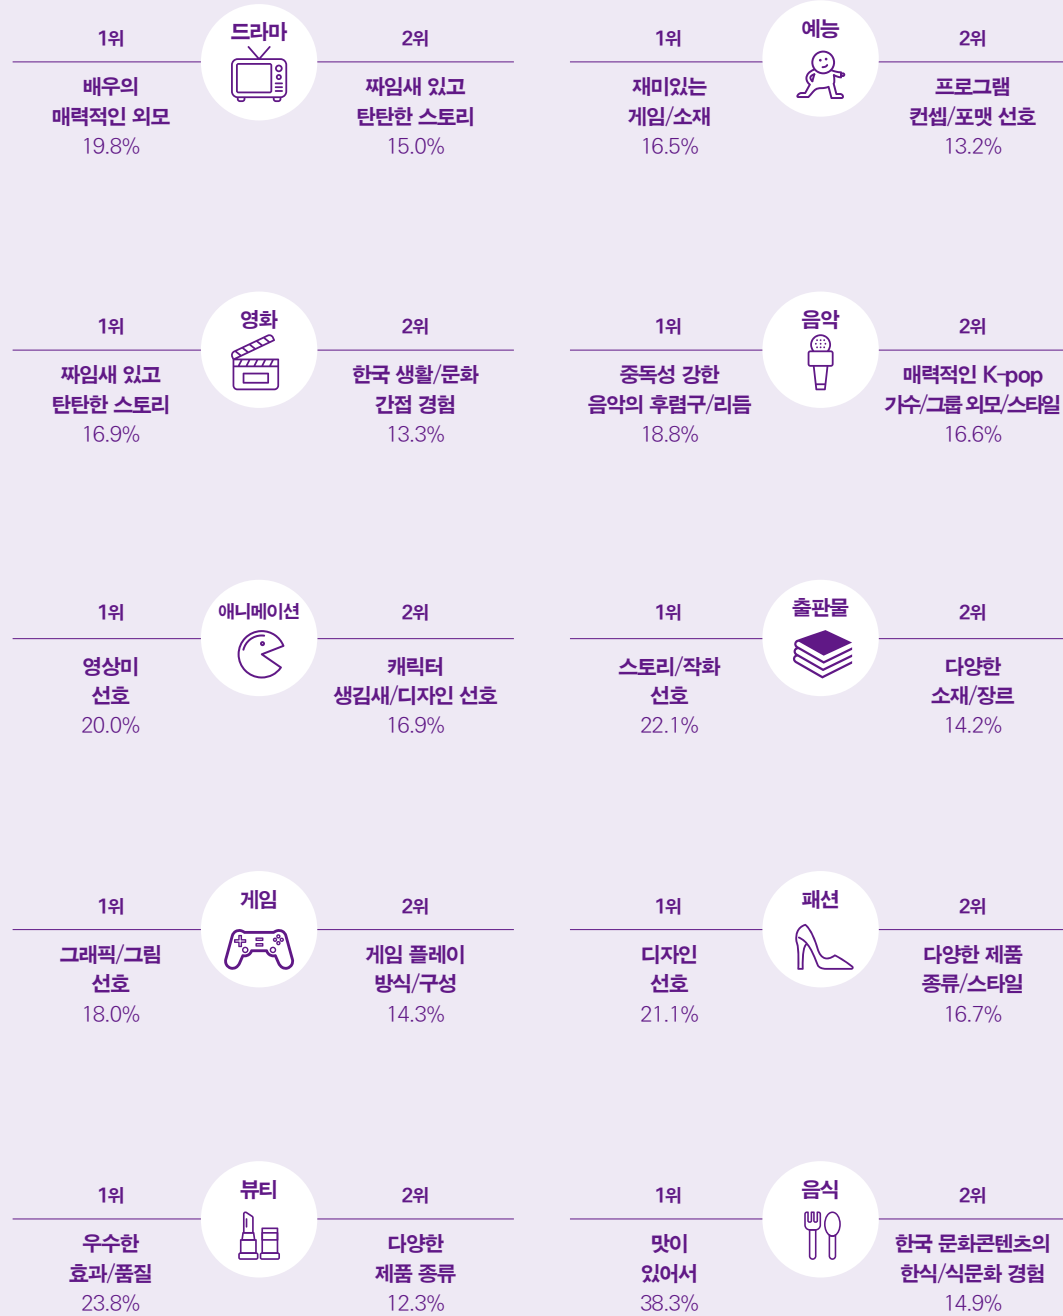 드라마
1위
배우의
매력적인 외모
19.8%
2위
짜임새 있고
탄탄한 스토리
15.0%
예능
1위
재미있는
게임/소재
16.5%
2위
프로그램
컨셉/포맷 선호
13.2%
영화
1위
짜임새 있고
탄탄한 스토리
16.9%
2위
한국 생활/문화
간접 경험
13.3%
음악
1위
중독성 강한
음악의 후렴구/리듬
18.8%
2위
매력적인 K-pop
가수/그룹 외모/스타일
16.6%
애니메이션
1위
영상미
선호
20.0%
2위
캐릭터
생김새/디자인 선호
16.9%
출판물
1위
스토리/작화
선호
22.1%
2위
다양한
소재/장르
14.2%
게임
1위
그래픽/그림
선호
18.0%
2위
게임 플레이
방식/구성
14.3%
패션
1위
디자인
선호
21.1%
2위
다양한 제품
종류/스타일
16.7%
뷰티
1위
우수한
효과/품질
23.8%
2위
다양한
제품 종류
12.3%
음식
1위
맛이
있어서
38.3%
2위
한국 문화콘텐츠의
한식/식문화 경험
14.9%